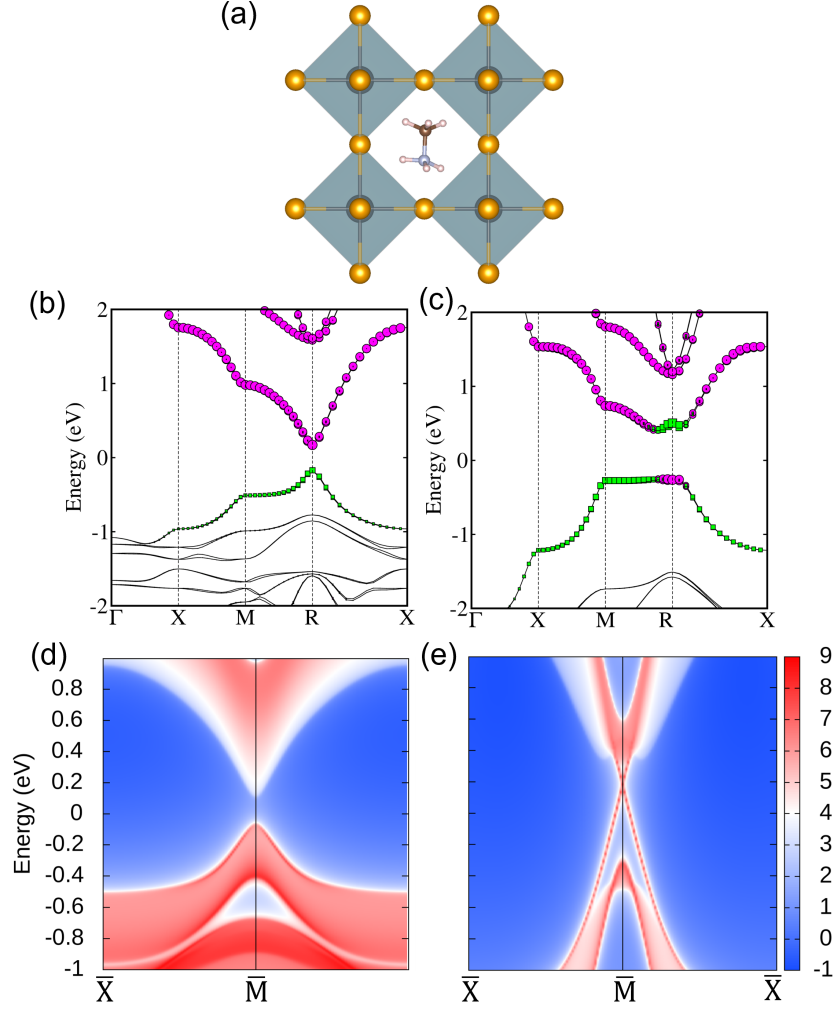 (a)
(b)
(c)
2
1
0
-1
-2
Energy (eV)
Γ X M R X
2
1
0
-1
-2
Energy (eV)
Γ X M R X
(d)
(e)
0.8
0.6
0.4
0.2
0
-0.2
-0.4
-0.6
-0.8
-1
Energy (eV)
X̅ M̅
X̅ M̅ X̅
9
8
7
6
5
4
3
2
1
0
-1